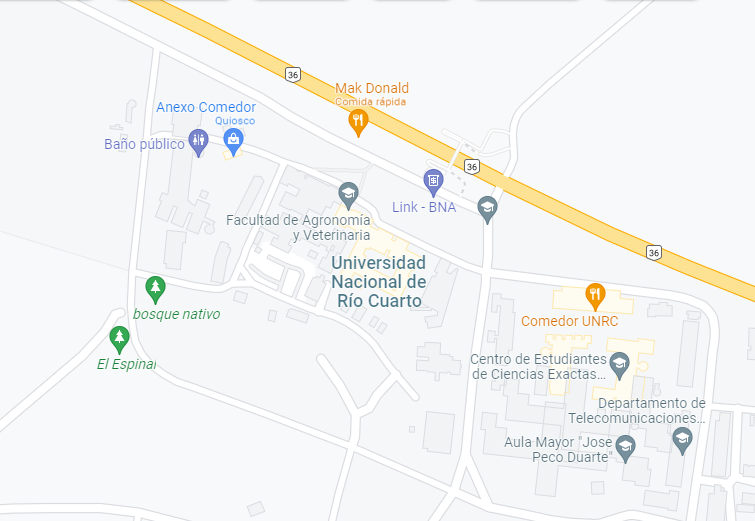 36
Mak Donald
Comida rápida
Anexo Comedor
Quiosco
Baño público
36
Link - BNA
Facultad de Agronomía
y Veterinaria
36
Universidad
Nacional de
Río Cuarto
bosque nativo
Comedor UNRC
El Espinal
Centro de Estudiantes
de Ciencias Exactas...
Departamento de
Telecomunicaciones...
Aula Mayor "Jose
Peco Duarte"